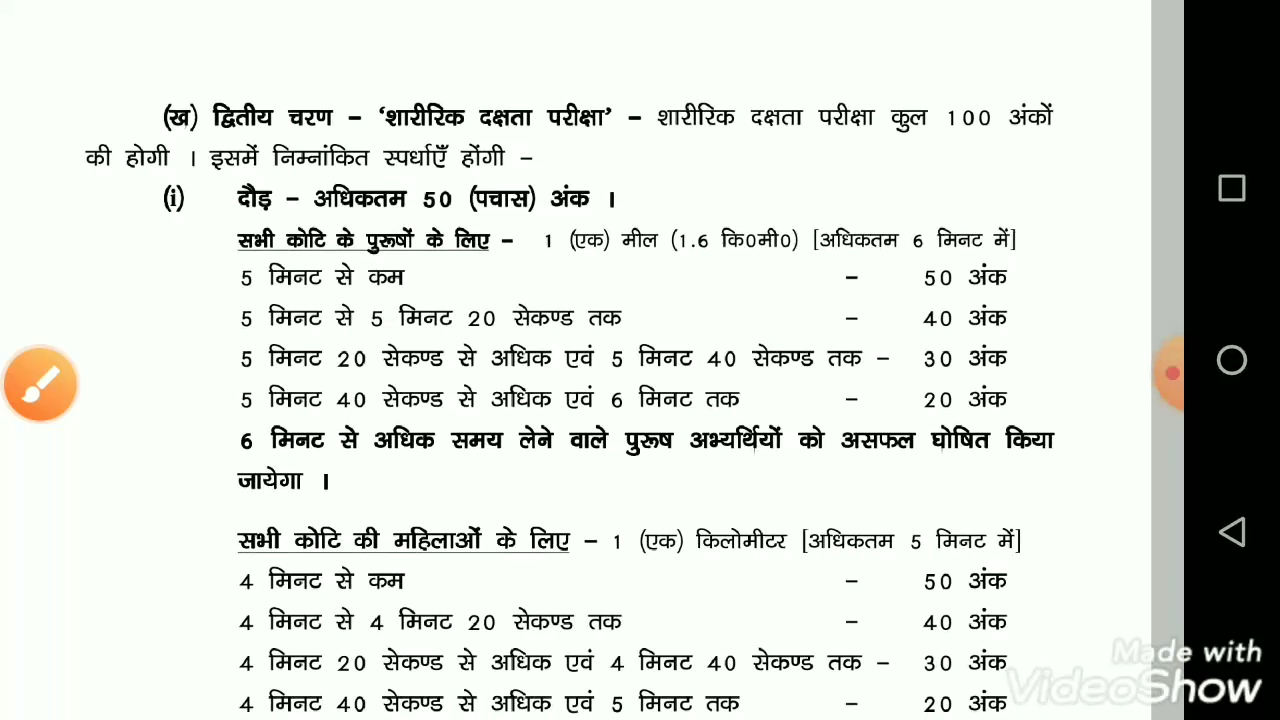 (ख) द्वितीय चरण – ‘शारीरिक दक्षता परीक्षा’ – शारीरिक दक्षता परीक्षा कुल 100 अंकों
की होगी । इसमें निम्नांकित स्पर्धाएँ होंगी –
(i) दौड़ – अधिकतम 50 (पचास) अंक ।
सभी कोटि के पुरूषों के लिए – 1 (एक) मील (1.6 कि0मी0) [अधिकतम 6 मिनट में]
5 मिनट से कम – 50 अंक
5 मिनट से 5 मिनट 20 सेकण्ड तक – 40 अंक
5 मिनट 20 सेकण्ड से अधिक एवं 5 मिनट 40 सेकण्ड तक – 30 अंक
5 मिनट 40 सेकण्ड से अधिक एवं 6 मिनट तक – 20 अंक
6 मिनट से अधिक समय लेने वाले पुरूष अभ्यर्थियों को असफल घोषित किया
जायेगा ।
सभी कोटि की महिलाओं के लिए – 1 (एक) किलोमीटर [अधिकतम 5 मिनट में]
4 मिनट से कम – 50 अंक
4 मिनट से 4 मिनट 20 सेकण्ड तक – 40 अंक
4 मिनट 20 सेकण्ड से अधिक एवं 4 मिनट 40 सेकण्ड तक – 30 अंक
4 मिनट 40 सेकण्ड से अधिक एवं 5 मिनट तक – 20 अंक
Made with
VideoShow